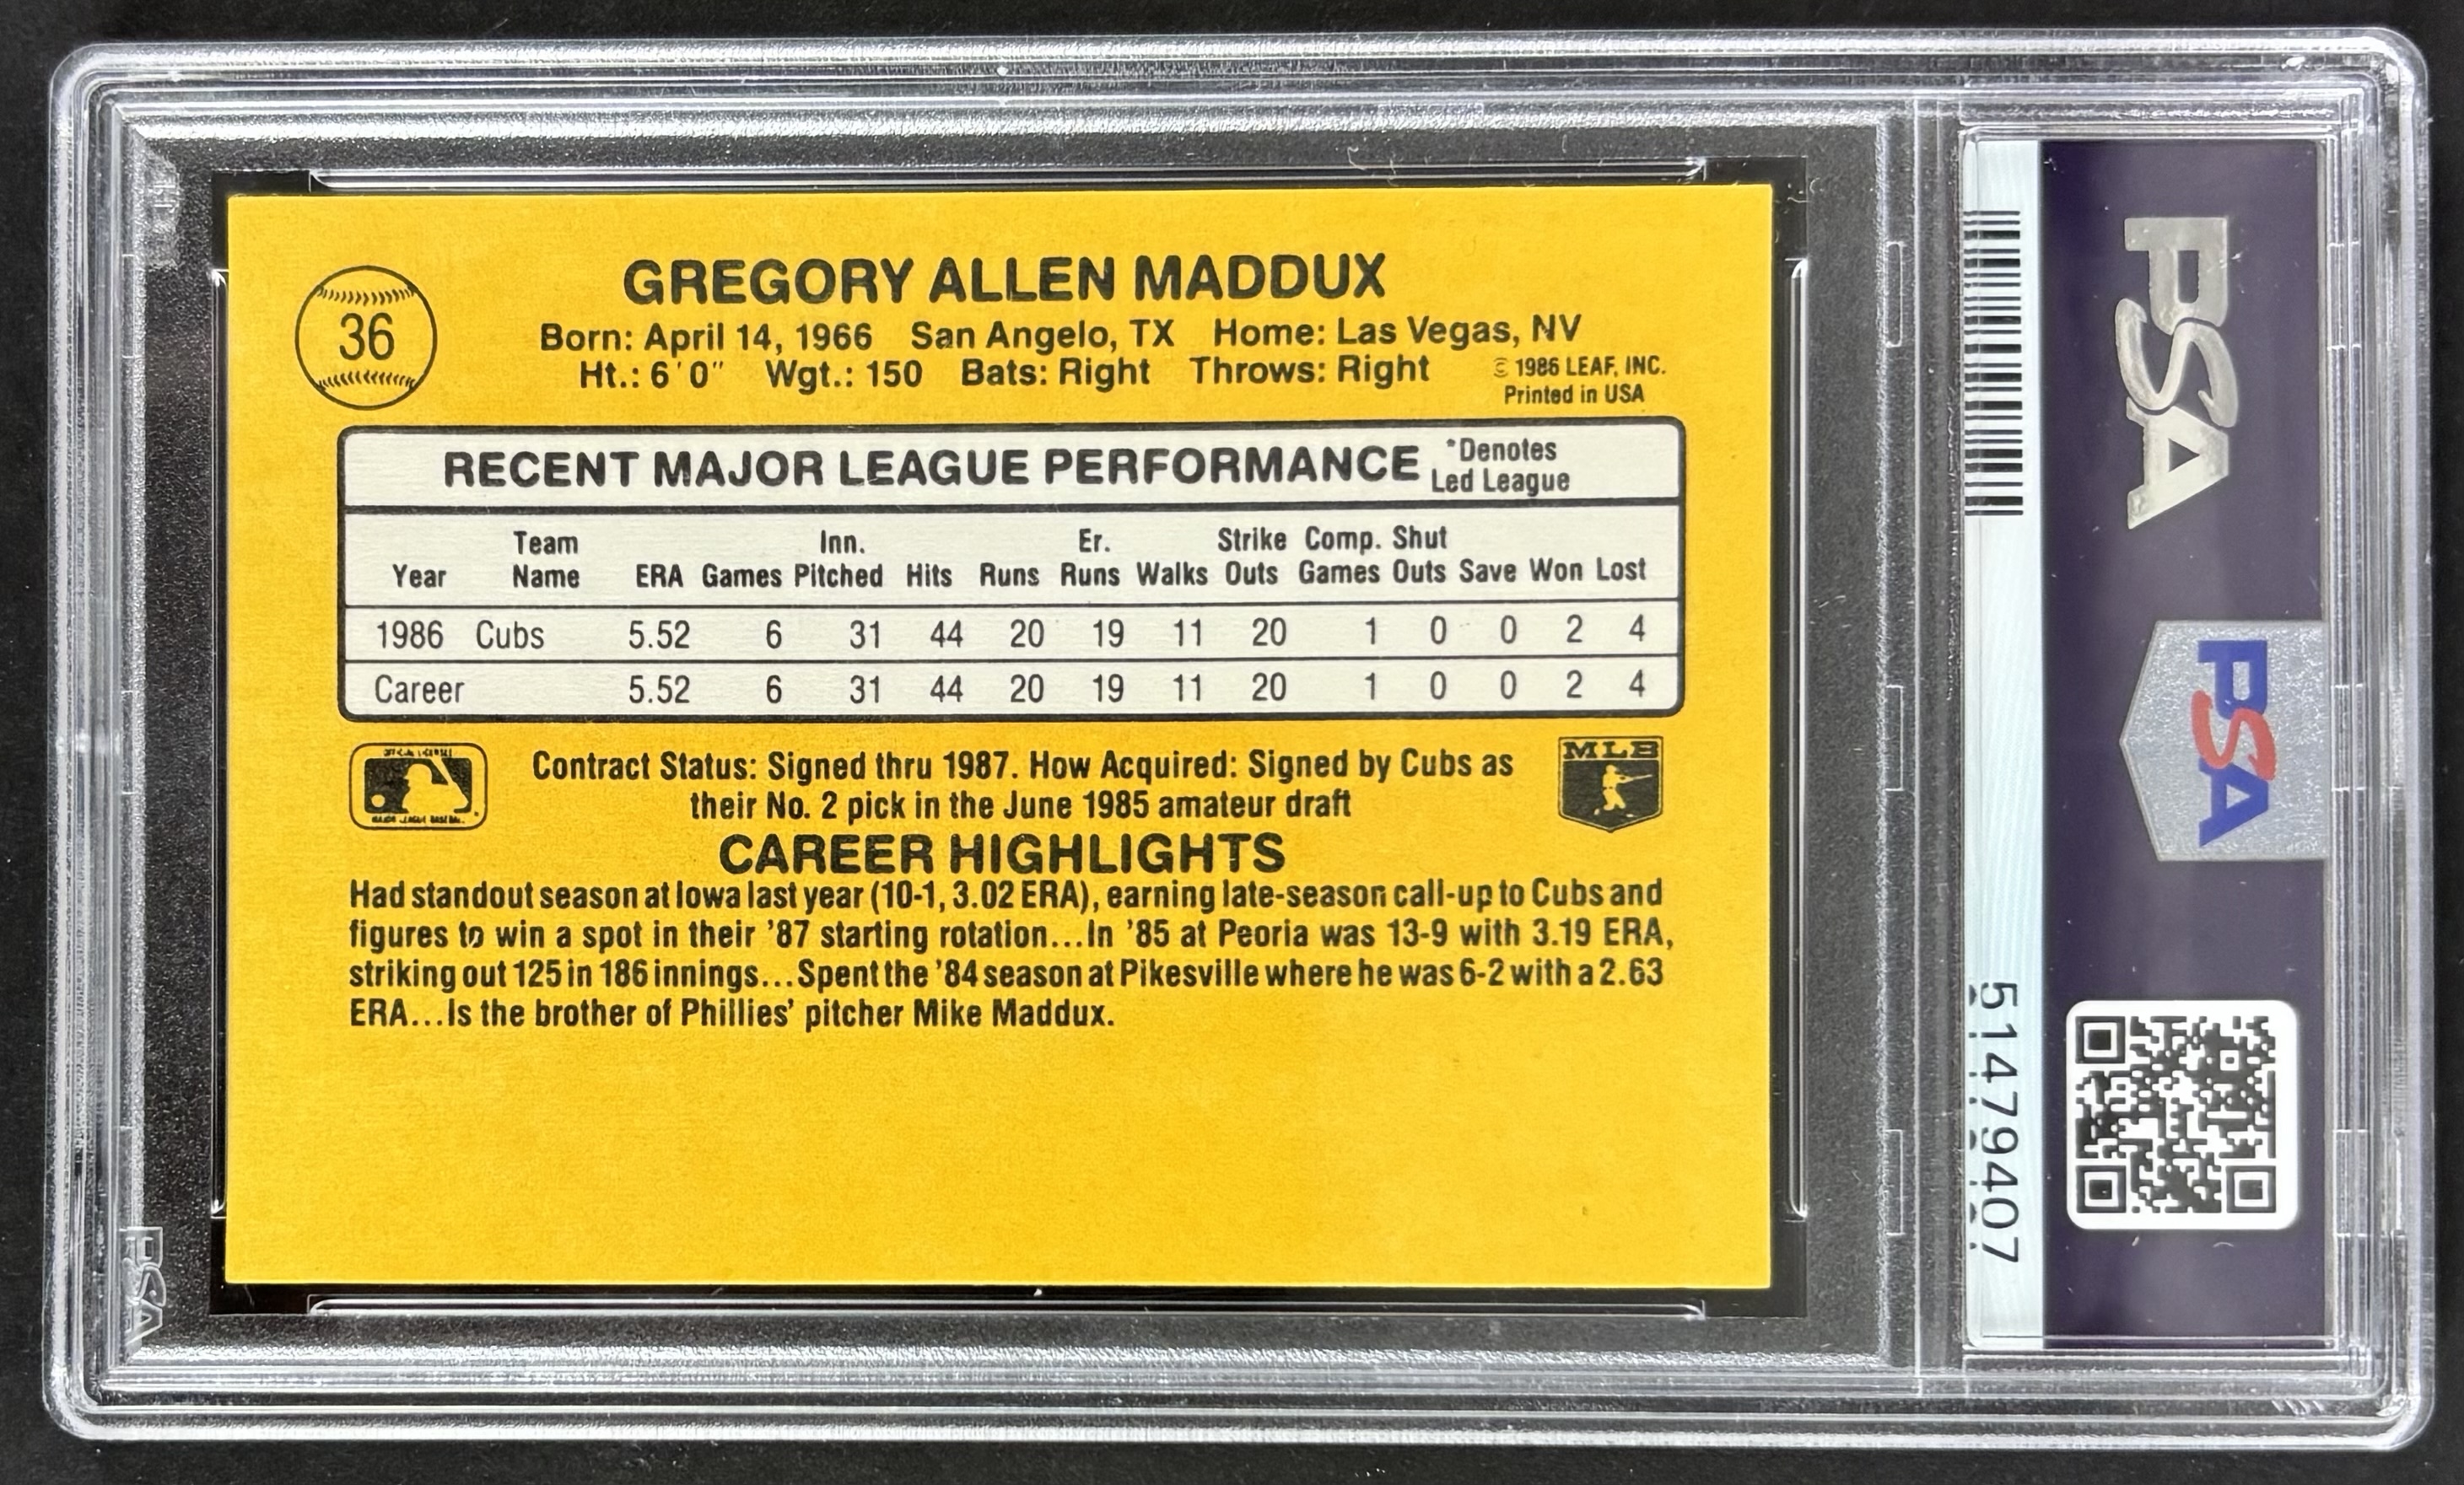 36
GREGORY ALLEN MADDUX
Born: April 14, 1966 San Angelo, TX Home: Las Vegas, NV
Ht.: 6'0" Wgt.: 150 Bats: Right Throws: Right
© 1986 LEAF, INC.
Printed in USA
RECENT MAJOR LEAGUE PERFORMANCE
*Denotes
Led League
Year Team Name ERA Games Inn. Pitched Hits Runs Er. Runs Walks Strike Outs Comp. Games Shut Outs Save Won Lost
1986 Cubs 5.52 6 31 44 20 19 11 20 1 0 0 2 4
Career 5.52 6 31 44 20 19 11 20 1 0 0 2 4
MLB
Contract Status: Signed thru 1987. How Acquired: Signed by Cubs as
their No. 2 pick in the June 1985 amateur draft
CAREER HIGHLIGHTS
Had standout season at Iowa last year (10-1, 3.02 ERA), earning late-season call-up to Cubs and
figures to win a spot in their '87 starting rotation...In '85 at Peoria was 13-9 with 3.19 ERA,
striking out 125 in 186 innings...Spent the '84 season at Pikesville where he was 6-2 with a 2.63
ERA...Is the brother of Phillies' pitcher Mike Maddux.
PSA
PSA
PSA
51479407